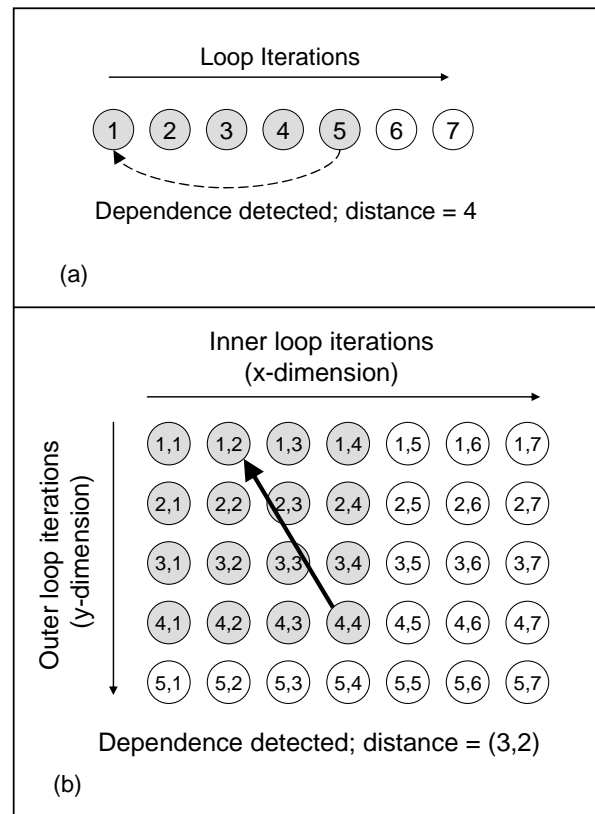 Loop Iterations
1 2 3 4 5 6 7
Dependence detected; distance = 4
(a)
Inner loop iterations
(x-dimension)
Outer loop iterations
(y-dimension)
1,1 1,2 1,3 1,4 1,5 1,6 1,7
2,1 2,2 2,3 2,4 2,5 2,6 2,7
3,1 3,2 3,3 3,4 3,5 3,6 3,7
4,1 4,2 4,3 4,4 4,5 4,6 4,7
5,1 5,2 5,3 5,4 5,5 5,6 5,7
Dependence detected; distance = (3,2)
(b)